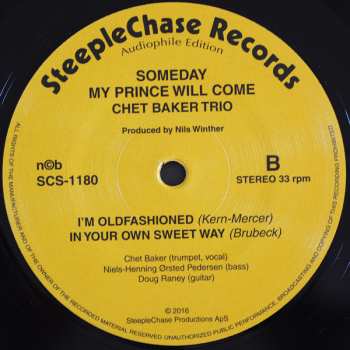 SteepleChase Records
Audiophile Edition
SOMEDAY
MY PRINCE WILL COME
CHET BAKER TRIO
Produced by Nils Winther
n©b
SCS-1180
B
STEREO 33 rpm
I'M OLDFASHIONED (Kern-Mercer)
IN YOUR OWN SWEET WAY (Brubeck)
Chet Baker (trumpet, vocal)
Niels-Henning Ørsted Pedersen (bass)
Doug Raney (guitar)
℗ 2016
SteepleChase Productions ApS
ALL RIGHTS OF THE MANUFACTURER AND OF THE OWNER OF THE RECORDED MATERIAL RESERVED UNAUTHORIZED PUBLIC PERFORMANCE, BROADCASTING AND COPYING OF THIS RECORDING PROHIBITED